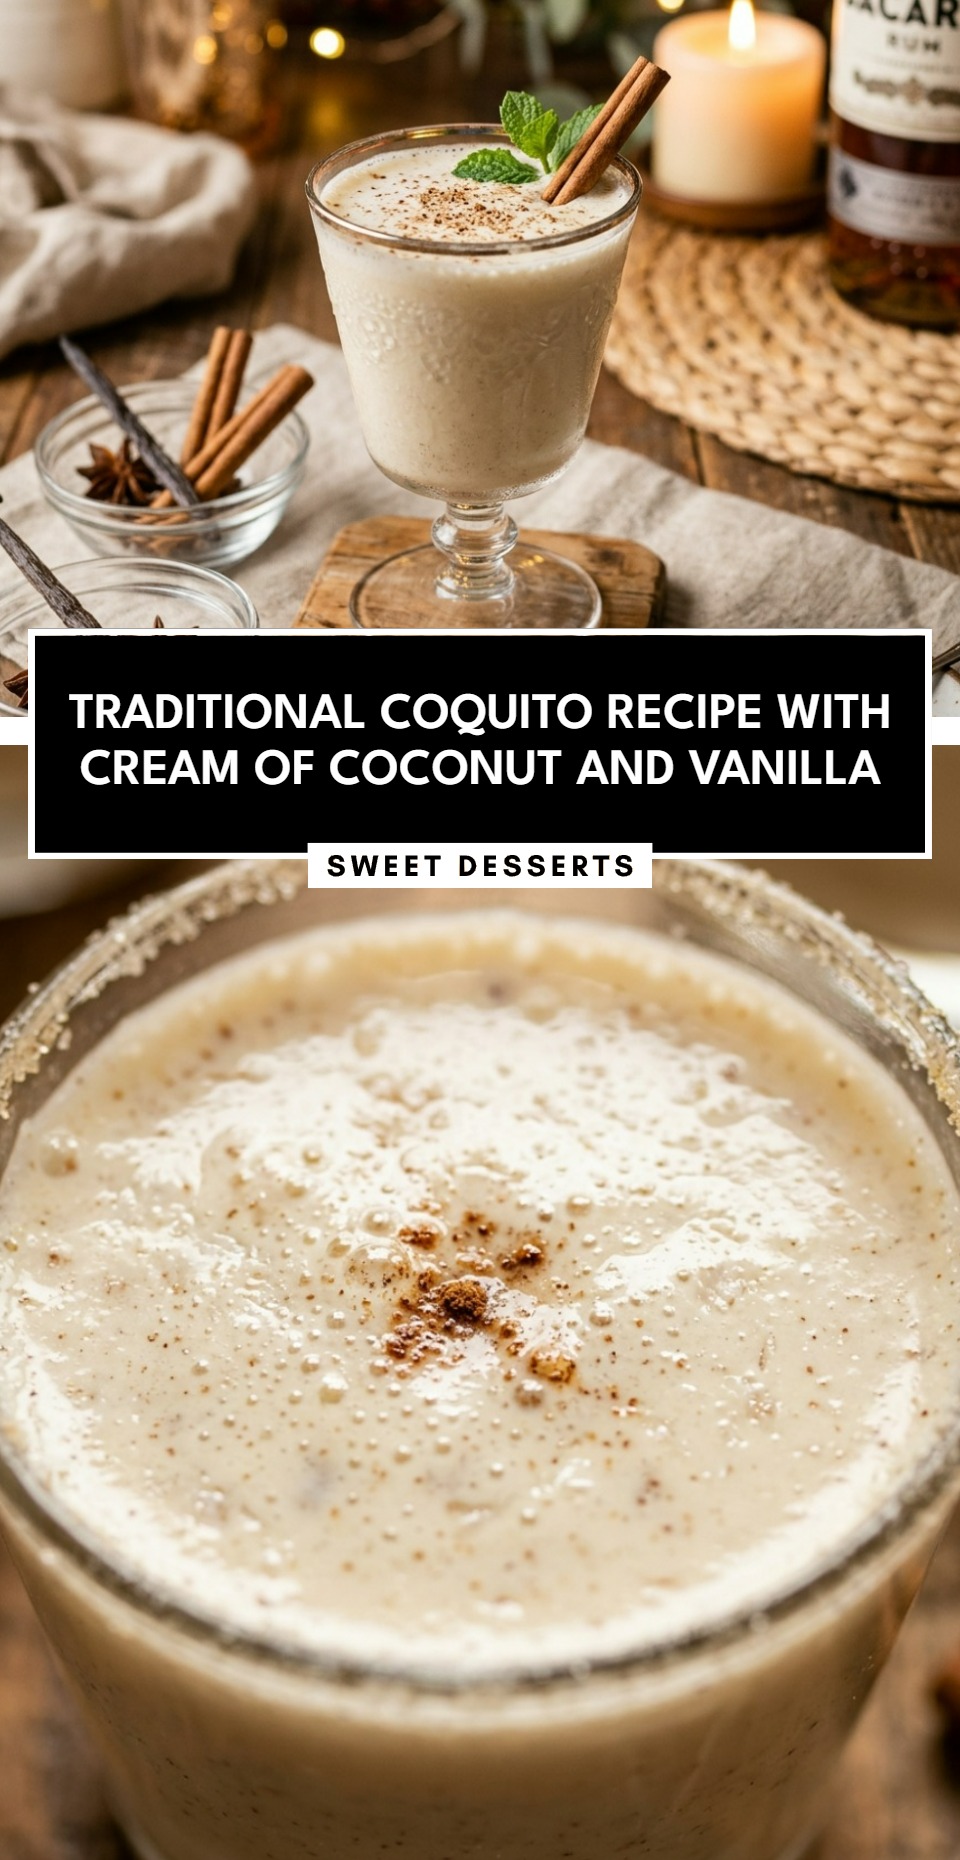 RUM
TRADITIONAL COQUITO RECIPE WITH
CREAM OF COCONUT AND VANILLA
SWEET DESSERTS